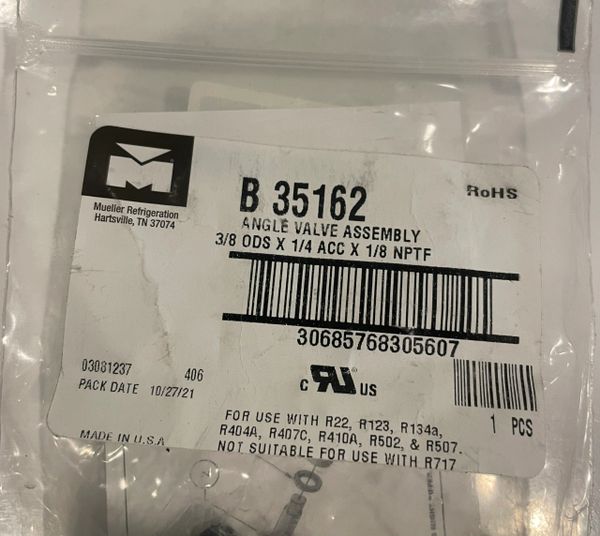 Mueller Refrigeration
Hartsville, TN 37074
B 35162
RoHS
ANGLE VALVE ASSEMBLY
3/8 ODS X 1/4 ACC X 1/8 NPTF
30685768305607
03081237 406
PACK DATE 10/27/21
C RU ® US
1 PCS
FOR USE WITH R22, R123, R134a,
R404A, R407C, R410A, R502, & R507.
NOT SUITABLE FOR USE WITH R717
MADE IN U.S.A